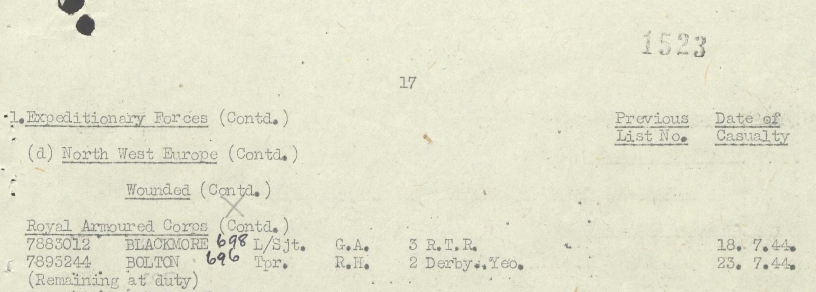 1523
17
1. Expeditionary Forces (Contd.) Previous Date of
List No. Casualty
(d) North West Europe (Contd.)
Wounded (Contd.)
Royal Armoured Corps (Contd.)
7883012 BLACKMORE 698 L/Sjt. G.A. 3 R.T.R. 18. 7.44.
7893244 BOLTON 696 Tpr. R.H. 2 Derby. Yeo. 23. 7.44.
(Remaining at duty)